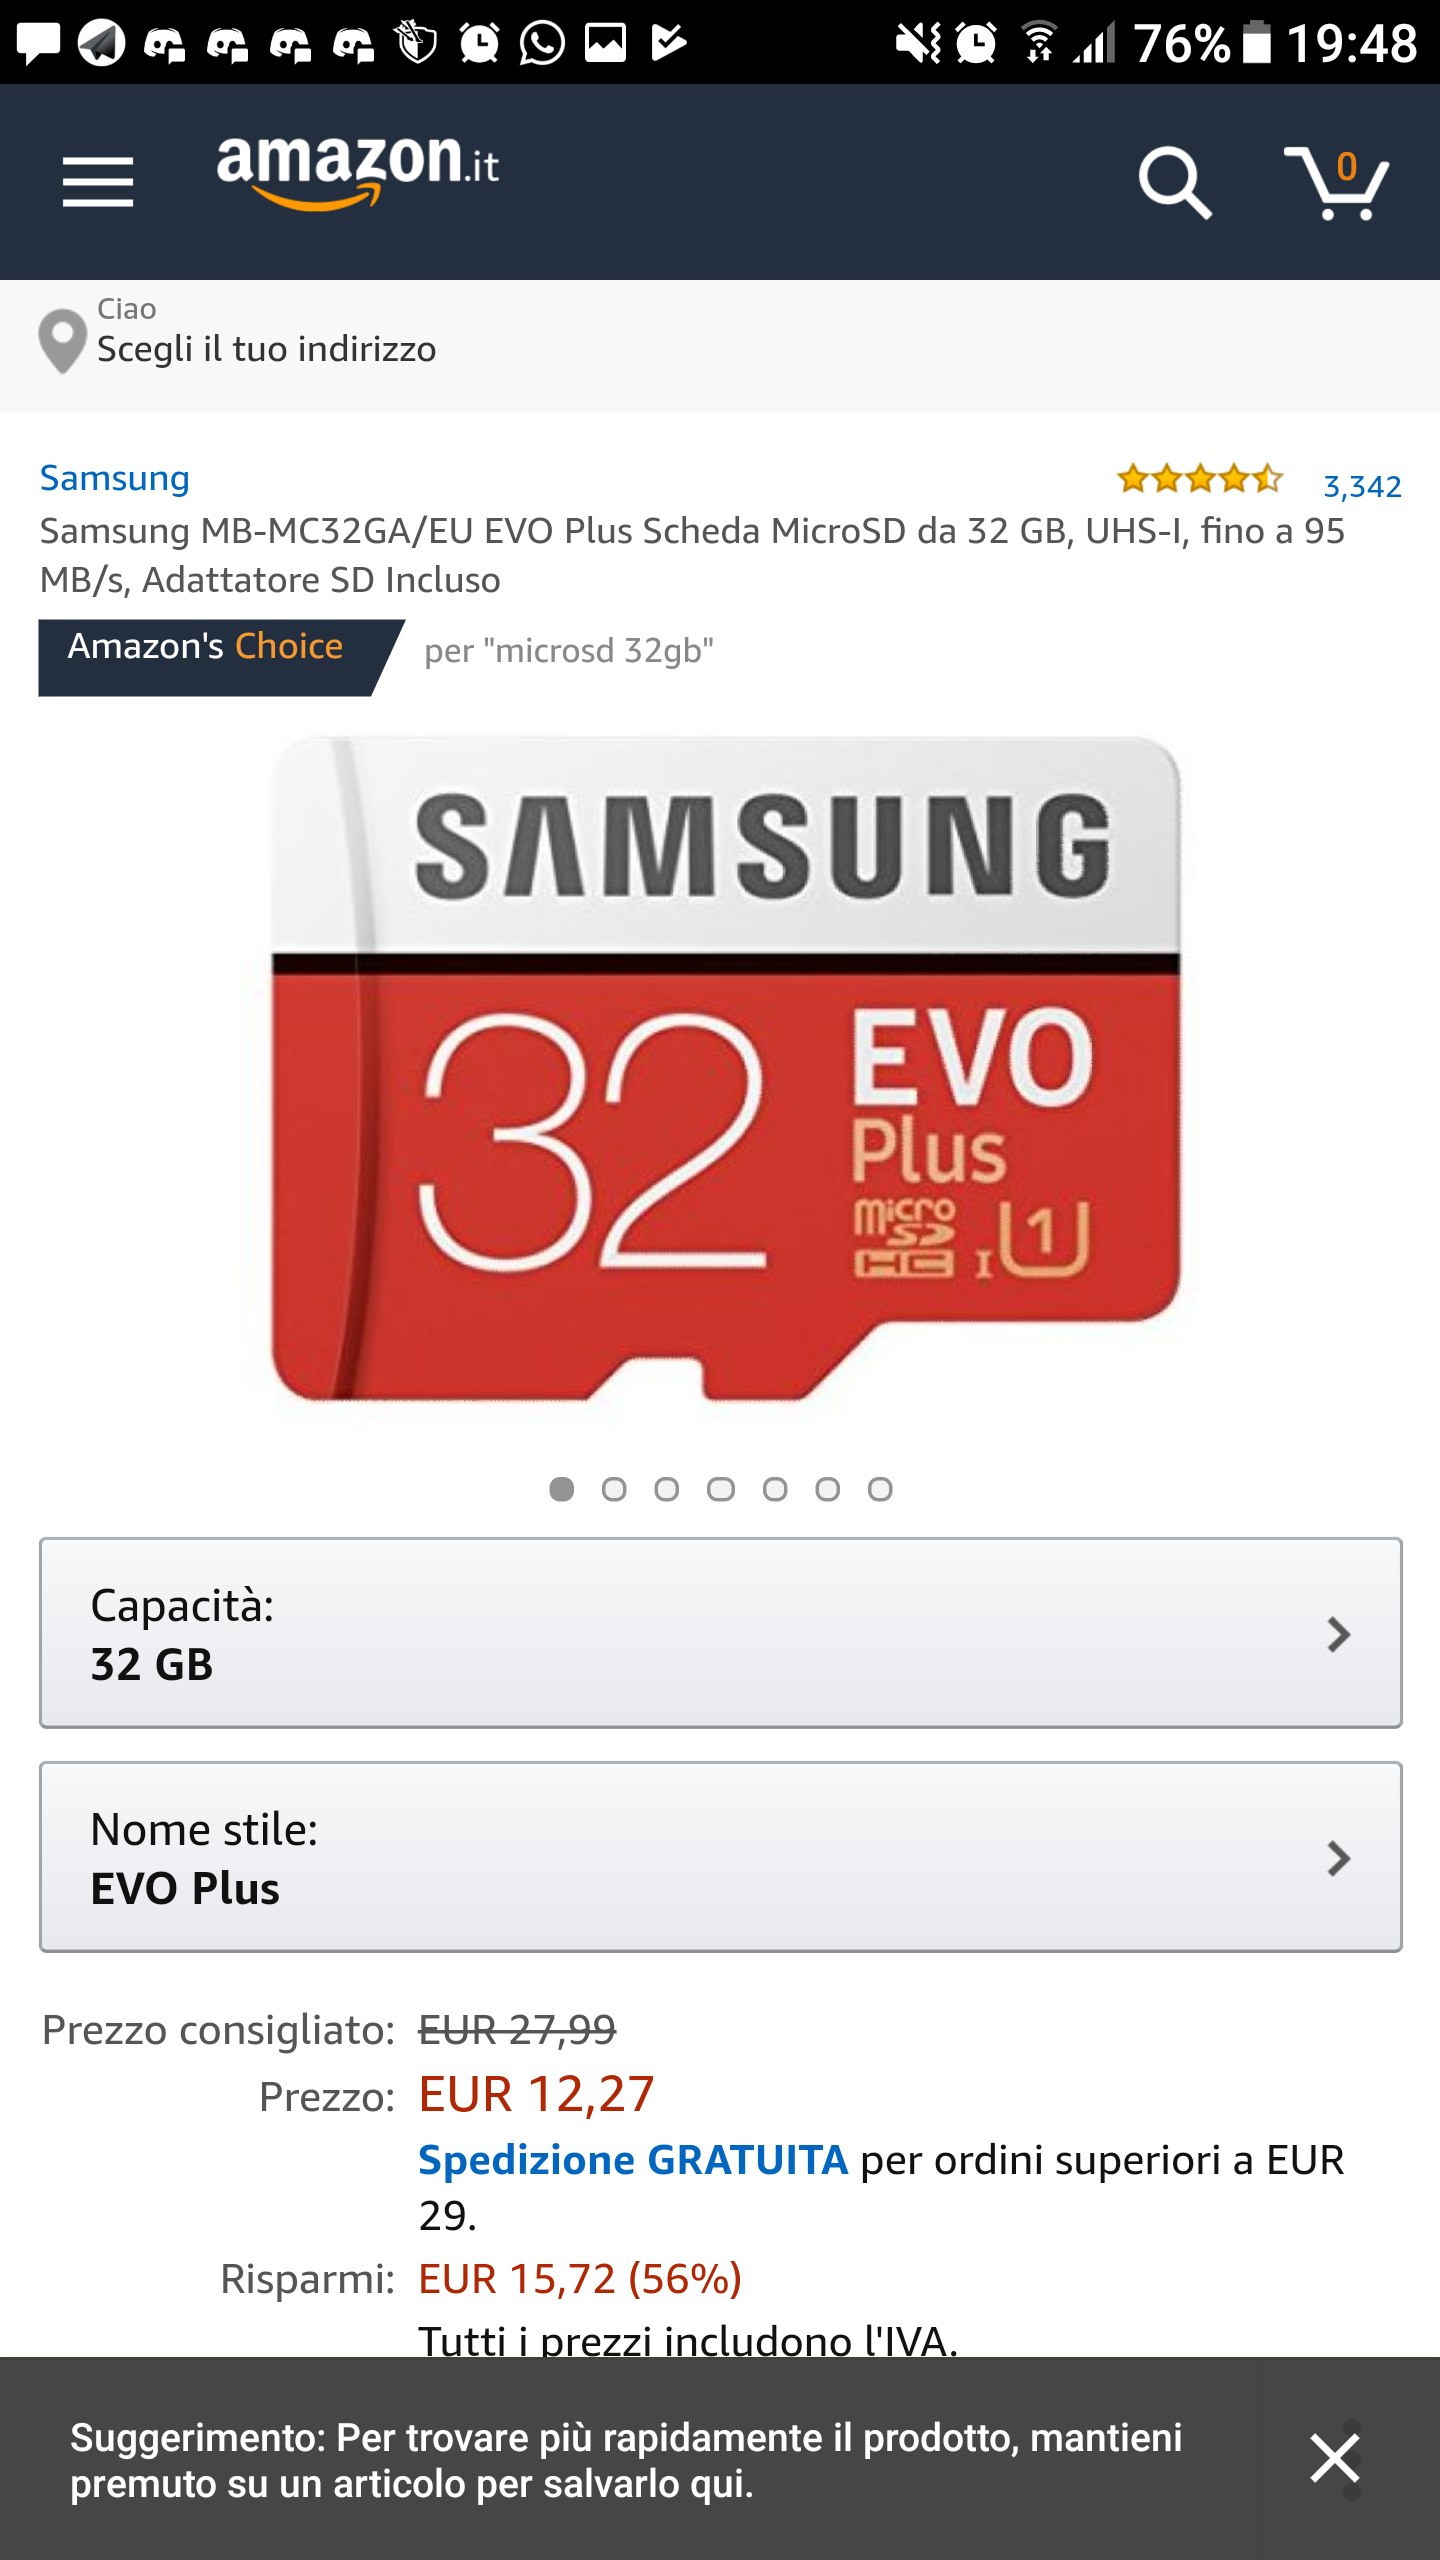 76% 19:48
amazon.it
0
Ciao
Scegli il tuo indirizzo
Samsung 3,342
Samsung MB-MC32GA/EU EVO Plus Scheda MicroSD da 32 GB, UHS-I, fino a 95
MB/s, Adattatore SD Incluso
Amazon's Choice per "microsd 32gb"
SAMSUNG
32 EVO
Plus
micro
SD
HC I U1
Capacità:
32 GB
Nome stile:
EVO Plus
Prezzo consigliato: EUR 27,99
Prezzo: EUR 12,27
Spedizione GRATUITA per ordini superiori a EUR
29.
Risparmi: EUR 15,72 (56%)
Tutti i prezzi includono l'IVA.
Suggerimento: Per trovare più rapidamente il prodotto, mantieni
premuto su un articolo per salvarlo qui.